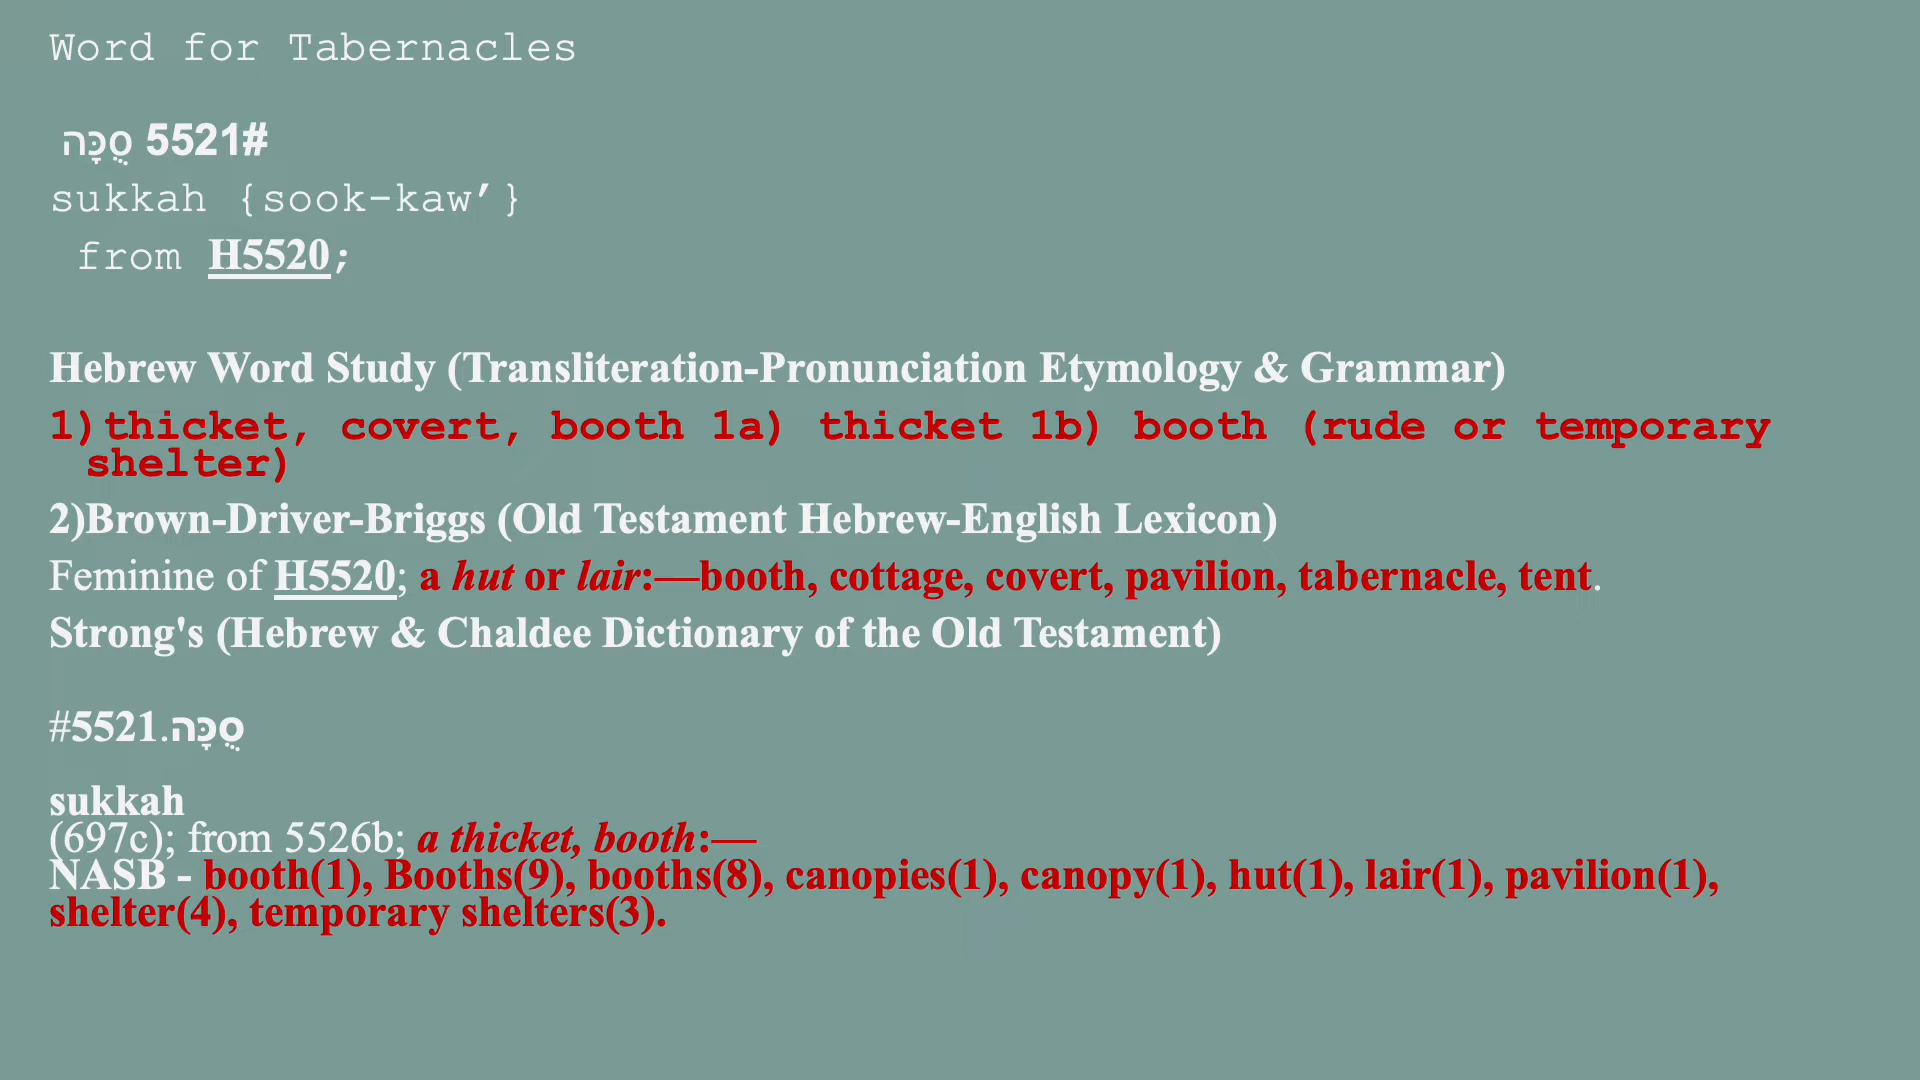 Word for Tabernacles
סֻכָּה 5521#
sukkah {sook-kaw’}
from H5520;
Hebrew Word Study (Transliteration-Pronunciation Etymology & Grammar)
1)thicket, covert, booth 1a) thicket 1b) booth (rude or temporary
shelter)
2)Brown-Driver-Briggs (Old Testament Hebrew-English Lexicon)
Feminine of H5520; a hut or lair:—booth, cottage, covert, pavilion, tabernacle, tent.
Strong's (Hebrew & Chaldee Dictionary of the Old Testament)
#5521.סֻכָּה
sukkah
(697c); from 5526b; a thicket, booth:—
NASB - booth(1), Booths(9), booths(8), canopies(1), canopy(1), hut(1), lair(1), pavilion(1),
shelter(4), temporary shelters(3).